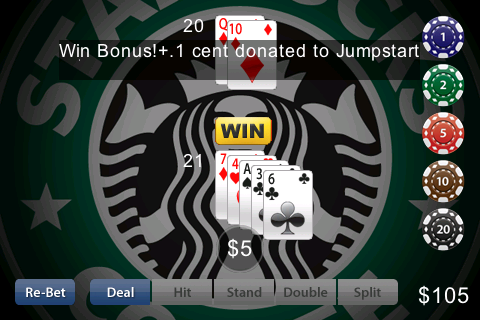 STARBUCKS
20
Q 10
Win Bonus!+.1 cent donated to Jumpstart
1
2
5
10
20
WIN
21
7 4 A 3 6
$5
Re-Bet Deal Hit Stand Double Split
$105